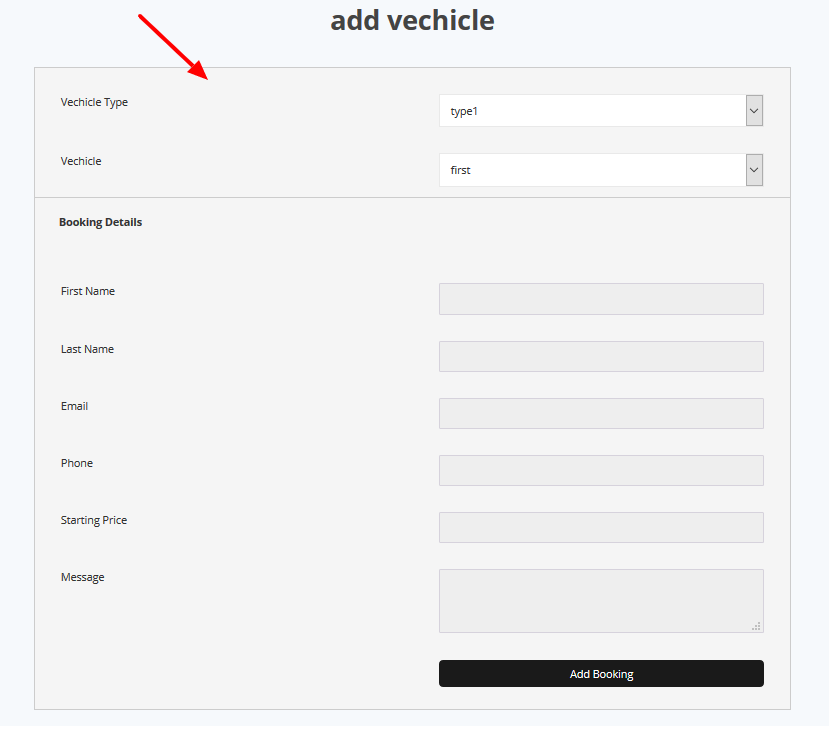 add vechicle
Vechicle Type
type1
Vechicle
first
Booking Details
First Name
Last Name
Email
Phone
Starting Price
Message
Add Booking